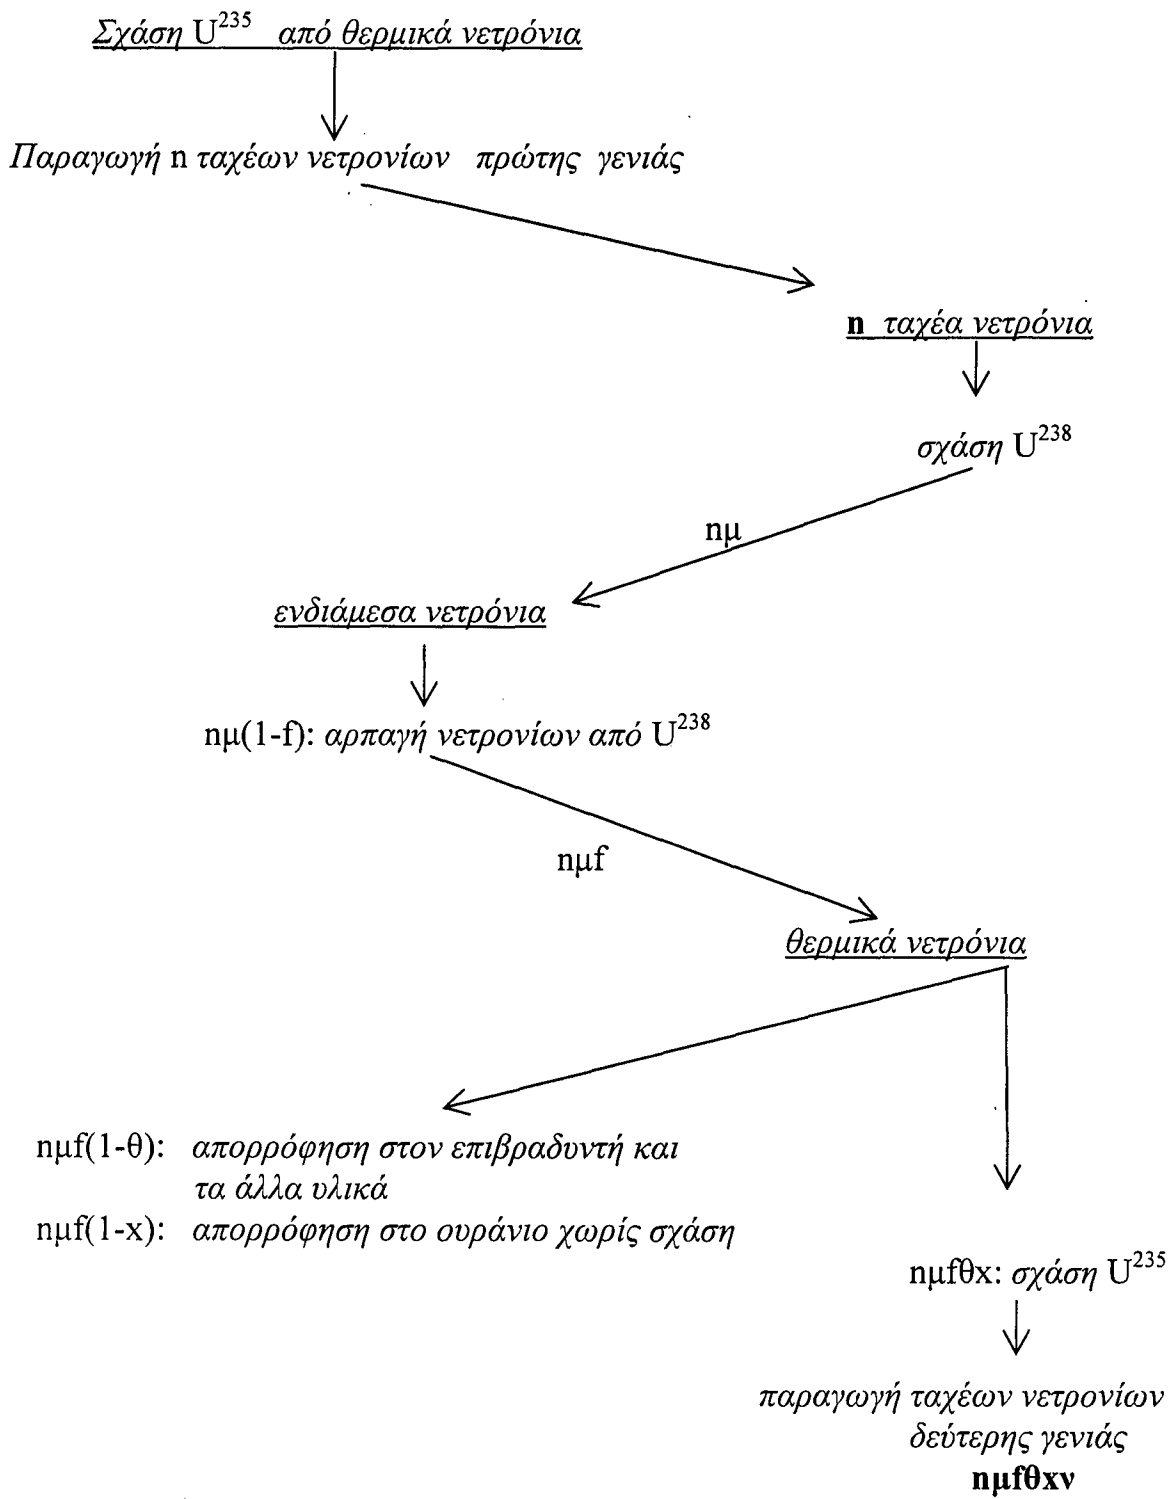 Σχάση U²³⁵ από θερμικά νετρόνια
Παραγωγή n ταχέων νετρονίων πρώτης γενιάς
n ταχέα νετρόνια
σχάση U²³⁸
nμ
ενδιάμεσα νετρόνια
nμ(1-f): αρπαγή νετρονίων από U²³⁸
nμf
θερμικά νετρόνια
nμf(1-θ): απορρόφηση στον επιβραδυντή και
τα άλλα υλικά
nμf(1-x): απορρόφηση στο ουράνιο χωρίς σχάση
nμfθx: σχάση U²³⁵
παραγωγή ταχέων νετρονίων
δεύτερης γενιάς
nμfθxν